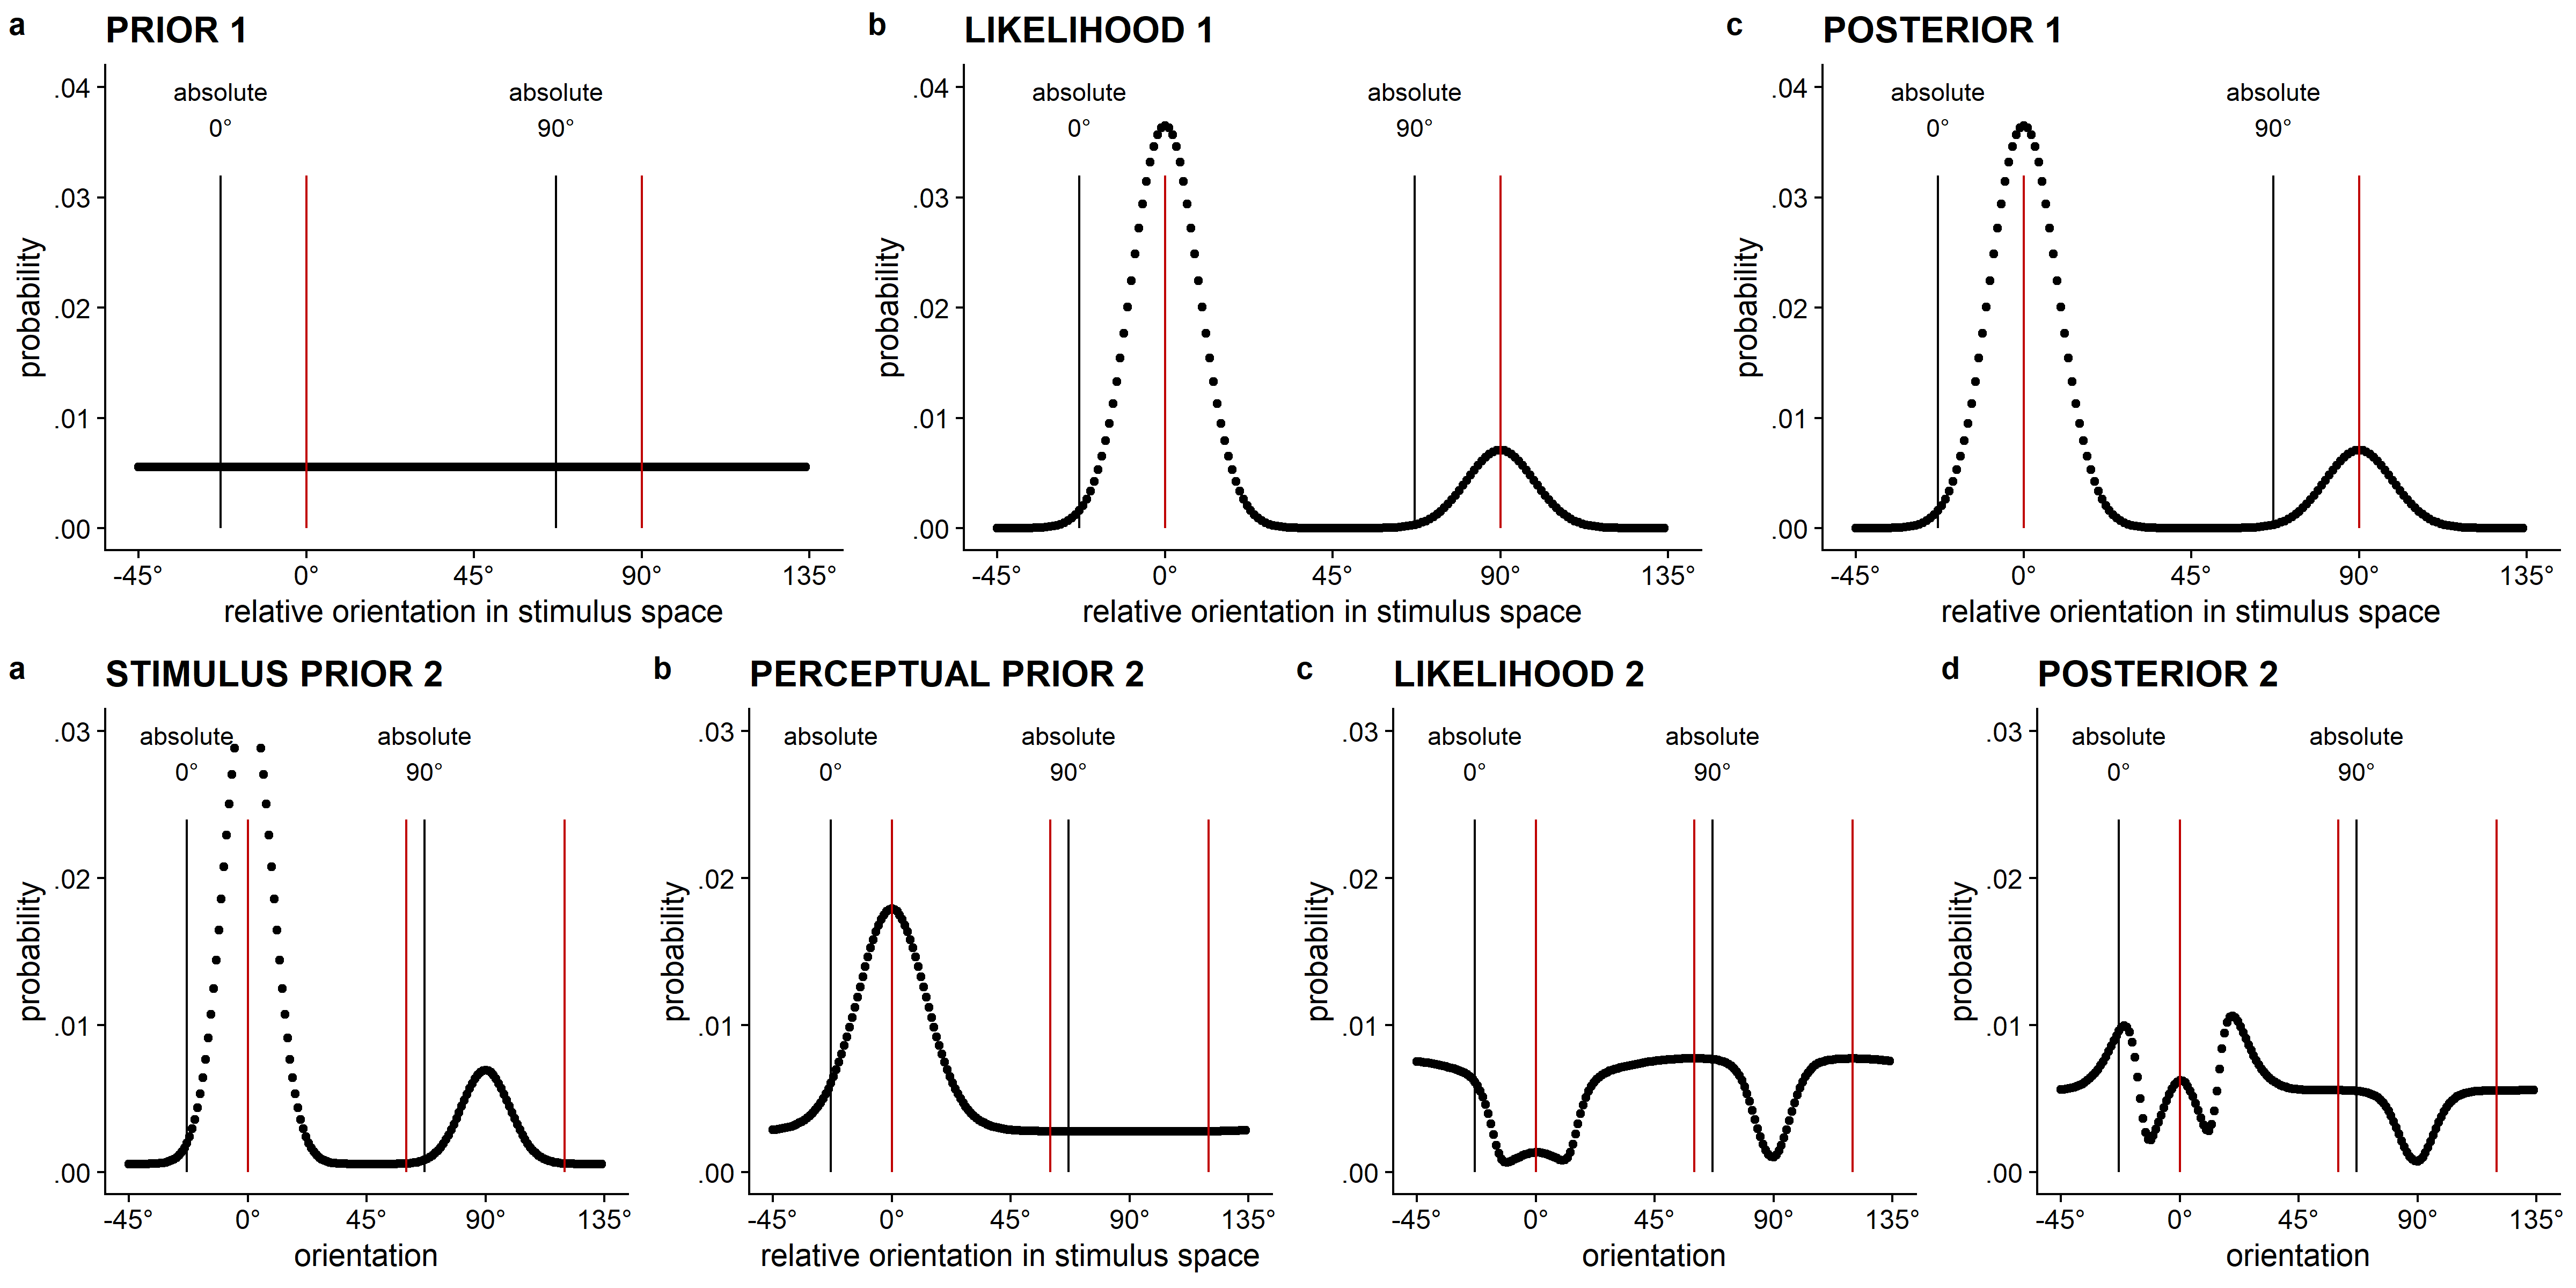 a PRIOR 1
.04
.03
.02
.01
.00
probability
absolute
0°
absolute
90°
-45° 0° 45° 90° 135°
relative orientation in stimulus space
b LIKELIHOOD 1
.04
.03
.02
.01
.00
probability
absolute
0°
absolute
90°
-45° 0° 45° 90° 135°
relative orientation in stimulus space
c POSTERIOR 1
.04
.03
.02
.01
.00
probability
absolute
0°
absolute
90°
-45° 0° 45° 90° 135°
relative orientation in stimulus space
a STIMULUS PRIOR 2
.03
.02
.01
.00
probability
absolute
0°
absolute
90°
-45° 0° 45° 90° 135°
orientation
b PERCEPTUAL PRIOR 2
.03
.02
.01
.00
probability
absolute
0°
absolute
90°
-45° 0° 45° 90° 135°
relative orientation in stimulus space
c LIKELIHOOD 2
.03
.02
.01
.00
probability
absolute
0°
absolute
90°
-45° 0° 45° 90° 135°
orientation
d POSTERIOR 2
.03
.02
.01
.00
probability
absolute
0°
absolute
90°
-45° 0° 45° 90° 135°
orientation